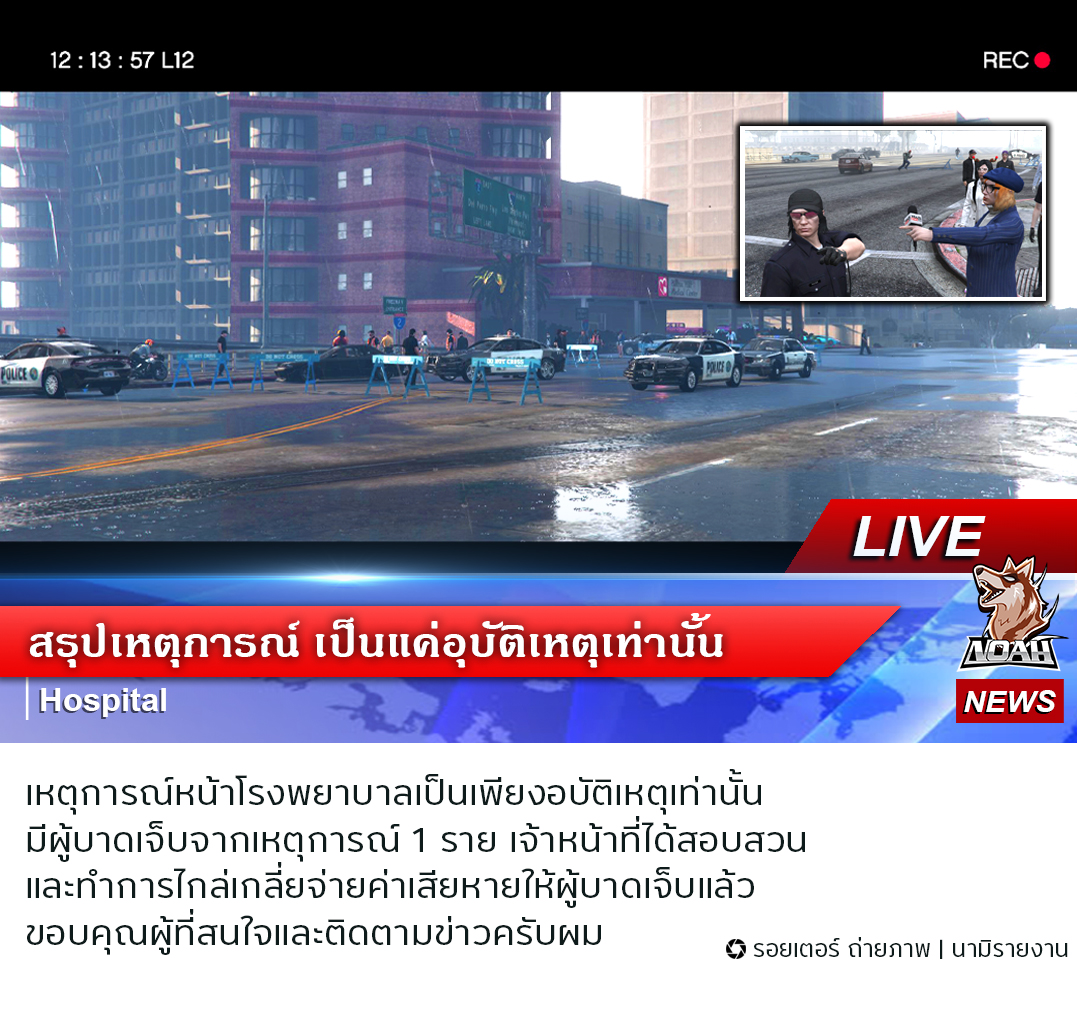 12 : 13 : 57 L12
REC
POLICE
DO NOT CROSS
POLICE
LIVE
สรุปเหตุการณ์ เป็นแค่อุบัติเหตุเท่านั้น
Hospital
NOAH
NEWS
เหตุการณ์หน้าโรงพยาบาลเป็นเพียงอบัติเหตุเท่านั้น
มีผู้บาดเจ็บจากเหตุการณ์ 1 ราย เจ้าหน้าที่ได้สอบสวน
และทำการไกล่เกลี่ยจ่ายค่าเสียหายให้ผู้บาดเจ็บแล้ว
ขอบคุณผู้ที่สนใจและติดตามข่าวครับผม
รอยเตอร์ ถ่ายภาพ | นามิรายงาน